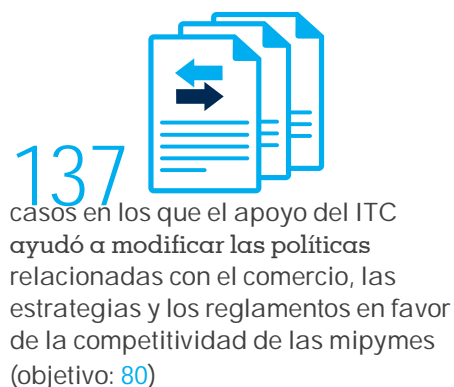 137
casos en los que el apoyo del ITC
ayudó a modificar las políticas
relacionadas con el comercio, las
estrategias y los reglamentos en favor
de la competitividad de las mipymes
(objetivo: 80)